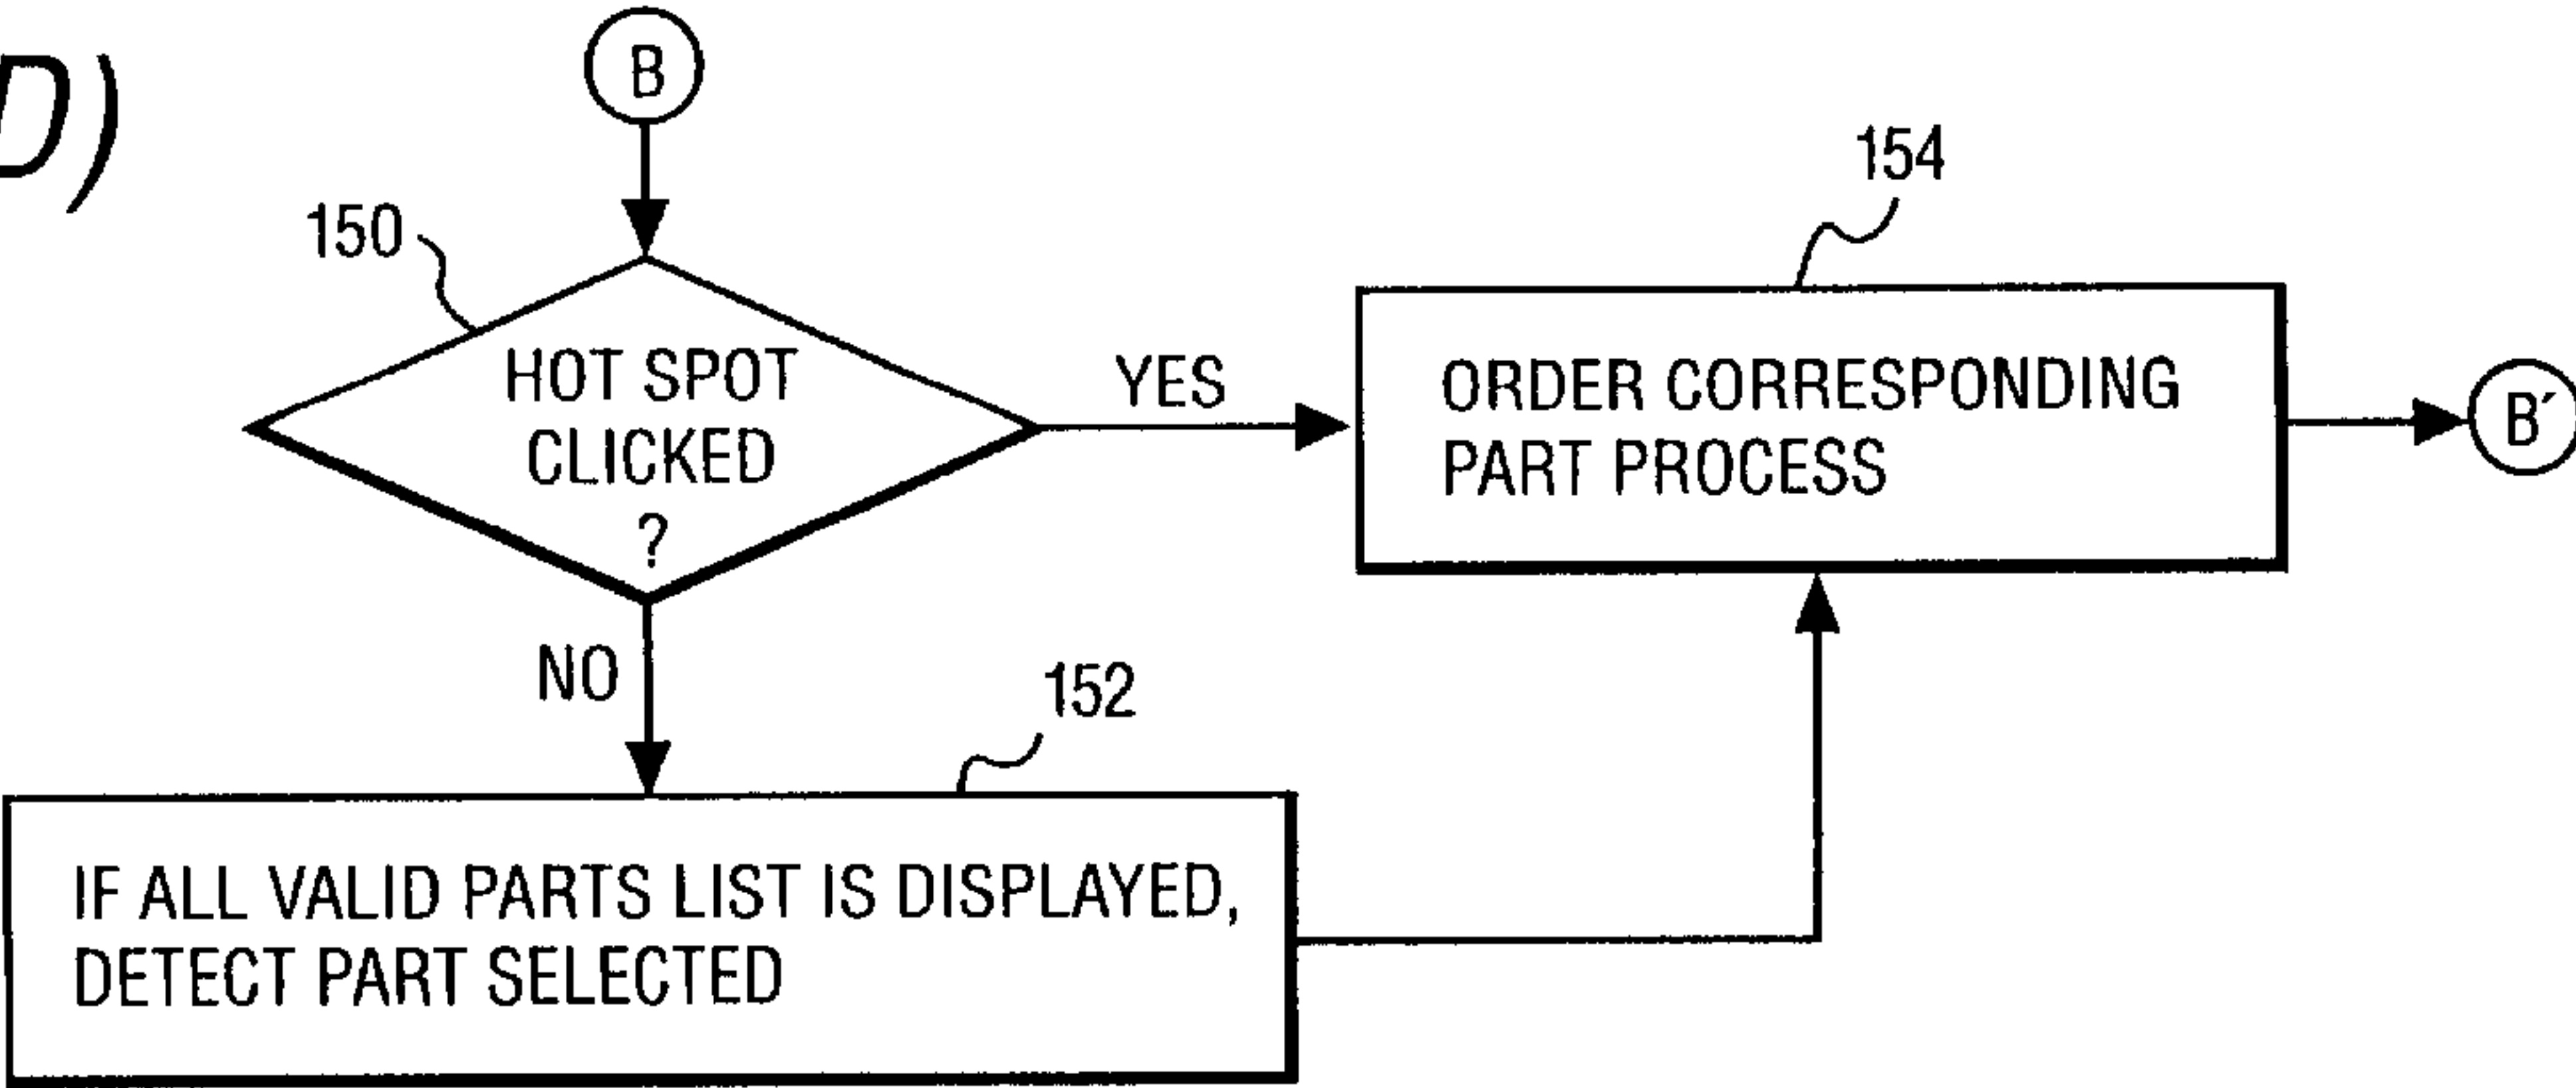 D)
B
150
HOT SPOT
CLICKED
?
YES
154
ORDER CORRESPONDING
PART PROCESS
B′
NO
152
IF ALL VALID PARTS LIST IS DISPLAYED,
DETECT PART SELECTED